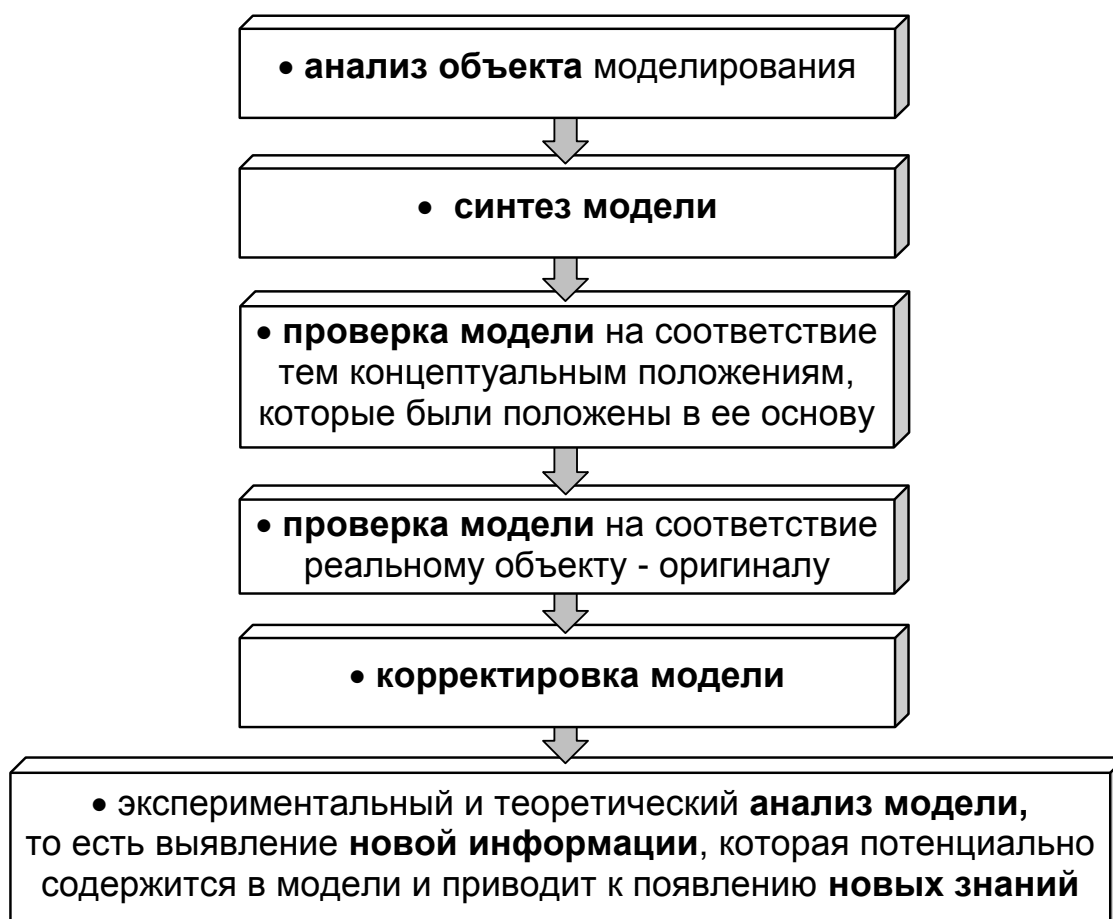 • анализ объекта моделирования
• синтез модели
• проверка модели на соответствие
тем концептуальным положениям,
которые были положены в ее основу
• проверка модели на соответствие
реальному объекту - оригиналу
• корректировка модели
• экспериментальный и теоретический анализ модели,
то есть выявление новой информации, которая потенциально
содержится в модели и приводит к появлению новых знаний